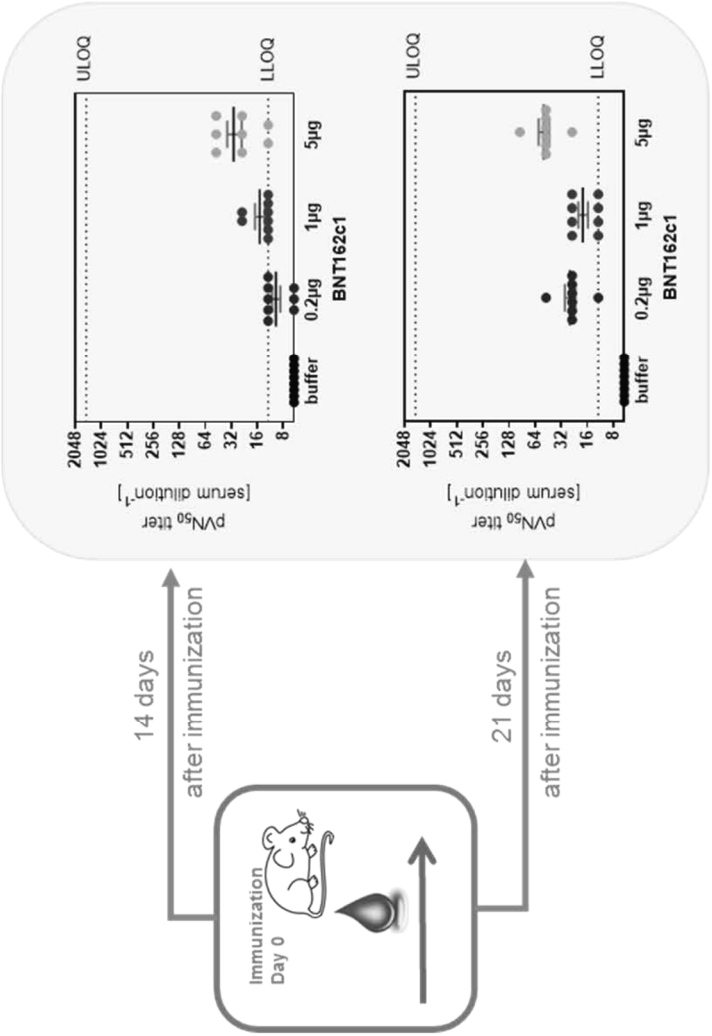 Immunization
Day 0
14 days
after immunization
21 days
after immunization
pVN50 titer
[serum dilution-1]
2048
1024
512
256
128
64
32
16
8
ULOQ
LLOQ
buffer
0.2µg
1µg
5µg
BNT162c1
pVN50 titer
[serum dilution-1]
2048
1024
512
256
128
64
32
16
8
ULOQ
LLOQ
buffer
0.2µg
1µg
5µg
BNT162c1